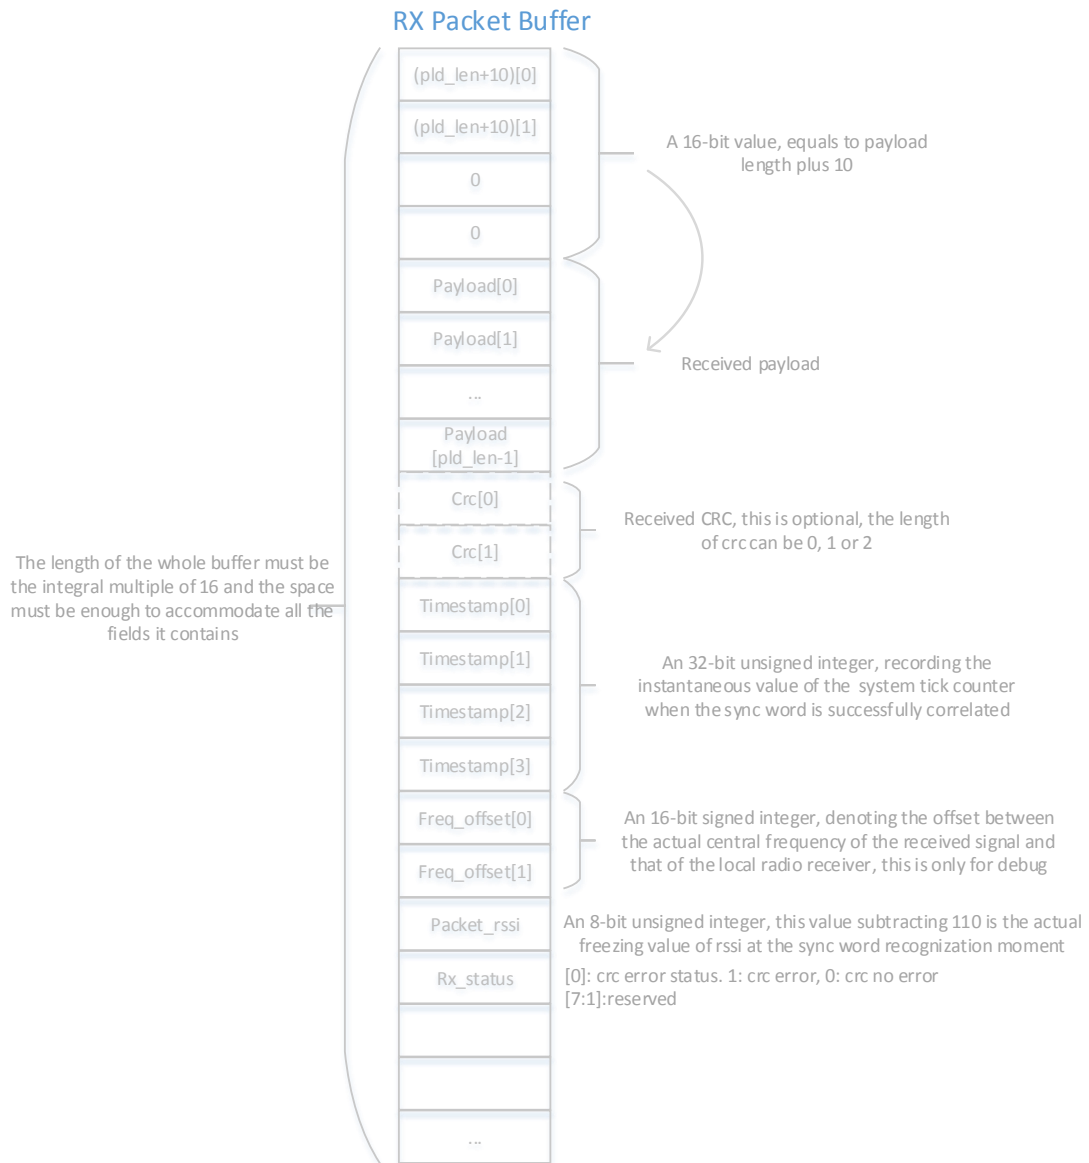 RX Packet Buffer
(pld_len+10)[0]
(pld_len+10)[1]
0
0
A 16-bit value, equals to payload
length plus 10
Payload[0]
Payload[1]
...
Payload
[pld_len-1]
Received payload
Crc[0]
Crc[1]
Received CRC, this is optional, the length
of crc can be 0, 1 or 2
The length of the whole buffer must be
the integral multiple of 16 and the space
must be enough to accommodate all the
fields it contains
Timestamp[0]
Timestamp[1]
Timestamp[2]
Timestamp[3]
An 32-bit unsigned integer, recording the
instantaneous value of the system tick counter
when the sync word is successfully correlated
Freq_offset[0]
Freq_offset[1]
An 16-bit signed integer, denoting the offset between
the actual central frequency of the received signal and
that of the local radio receiver, this is only for debug
Packet_rssi
An 8-bit unsigned integer, this value subtracting 110 is the actual
freezing value of rssi at the sync word recognization moment
Rx_status
[0]: crc error status. 1: crc error, 0: crc no error
[7:1]:reserved
...